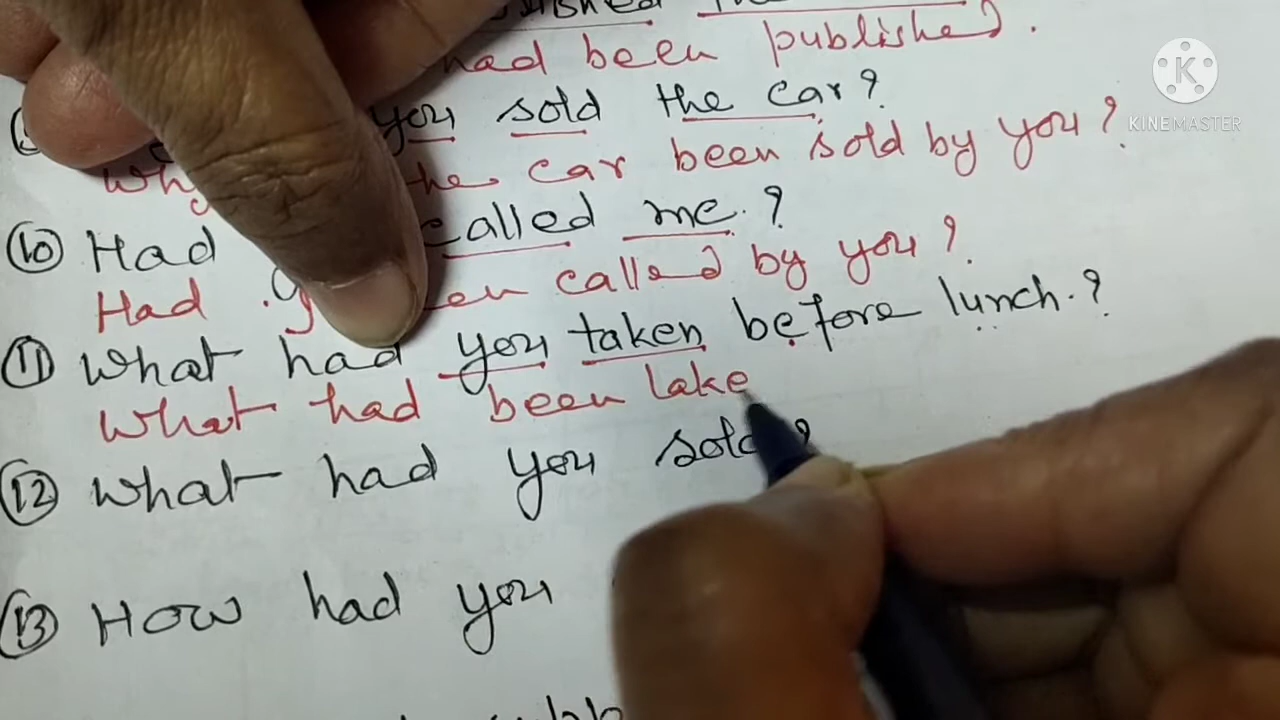 had been published.
you sold the car?
Why the car been sold by you?
(10) Had called me.?
Had called by you?
(11) What had you taken before lunch.?
What had been lake
(12) What had you sold?
(13) How had you
KINEMASTER